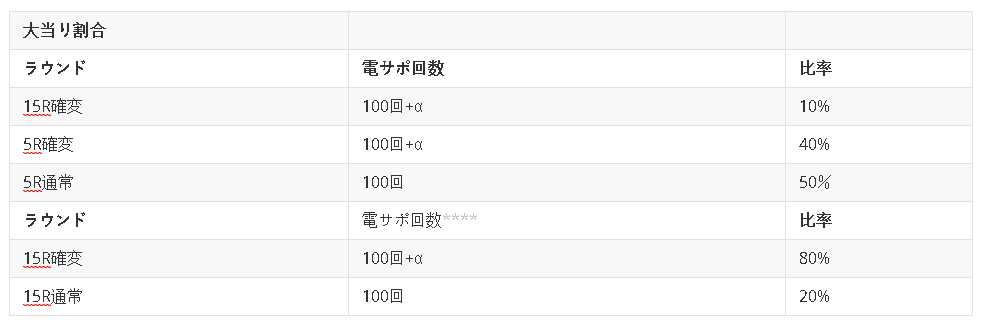 大当り割合
ラウンド 電サポ回数 比率
15R確変 100回+α 10%
5R確変 100回+α 40%
5R通常 100回 50％
ラウンド 電サポ回数**** 比率
15R確変 100回+α 80%
15R通常 100回 20%